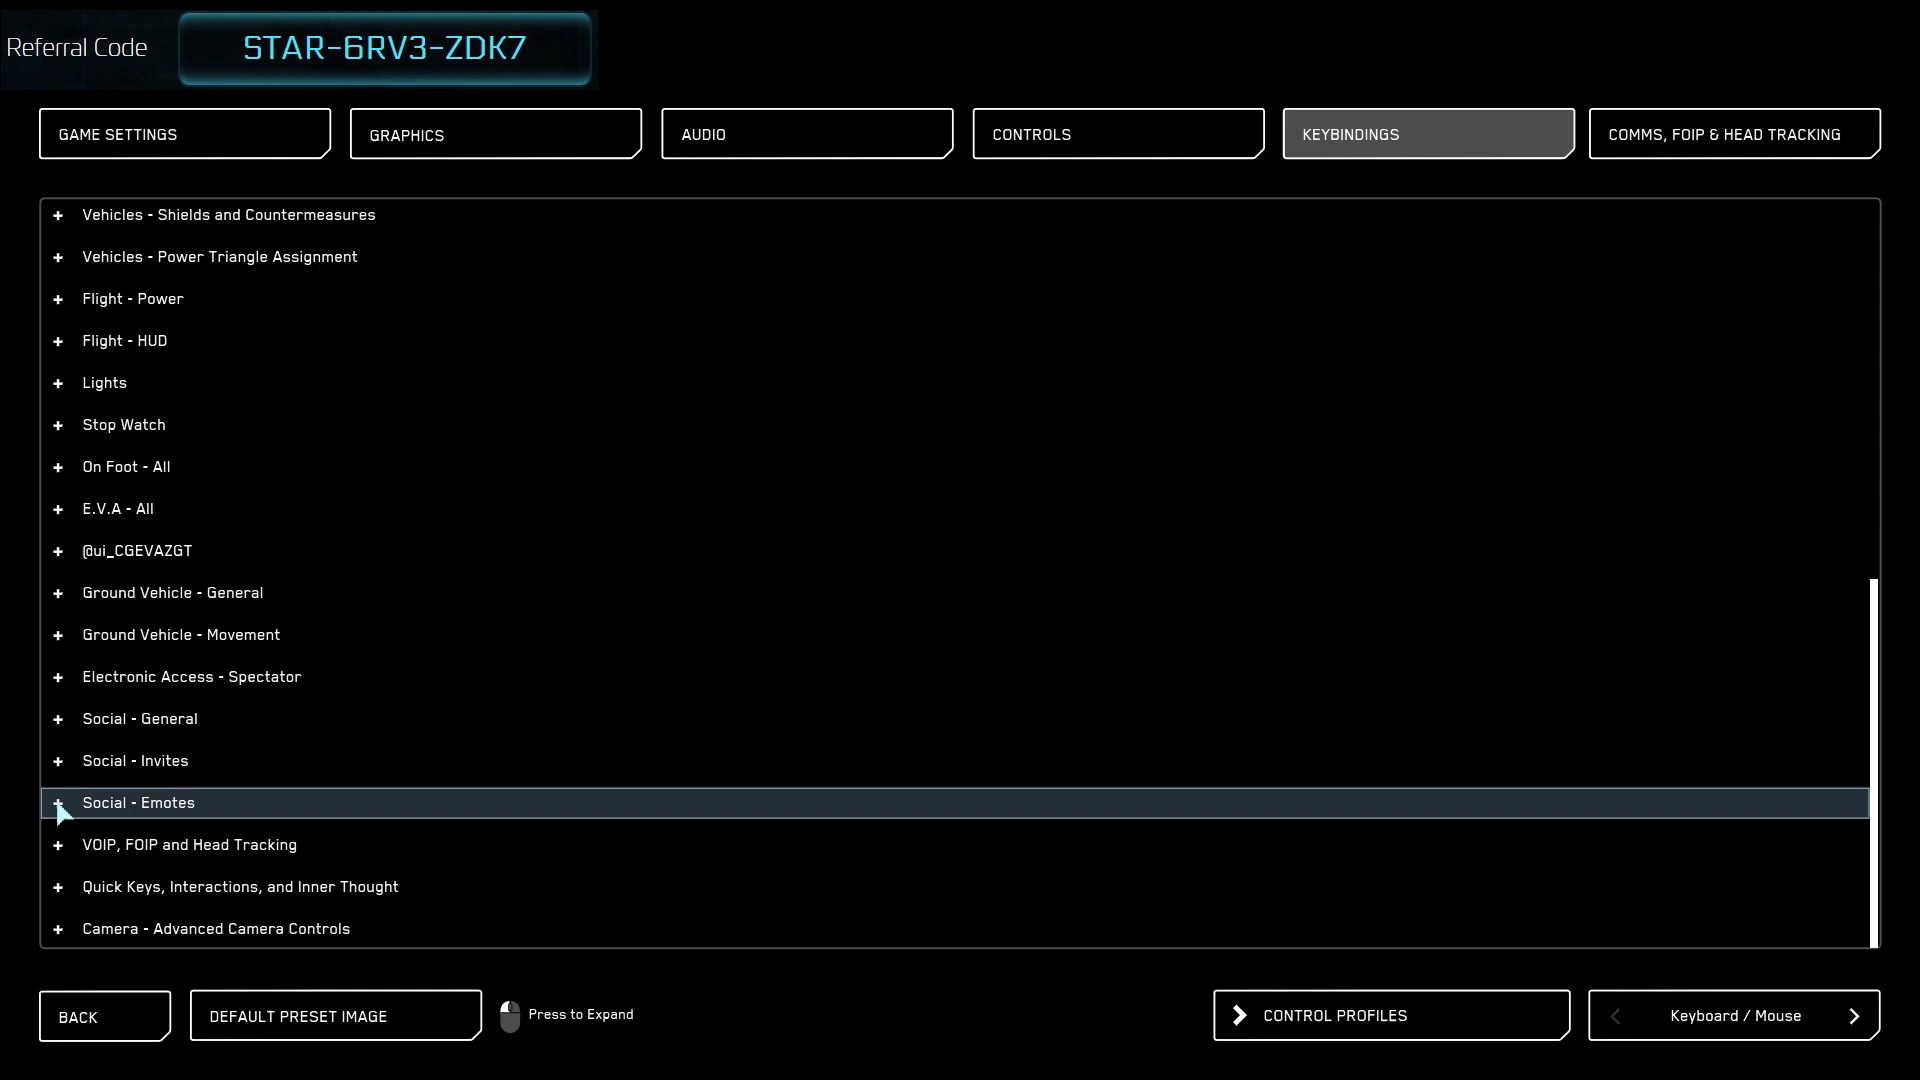 Referral Code
STAR-6RV3-ZDK7
GAME SETTINGS
GRAPHICS
AUDIO
CONTROLS
KEYBINDINGS
COMMS, FOIP & HEAD TRACKING
+ Vehicles - Shields and Countermeasures
+ Vehicles - Power Triangle Assignment
+ Flight - Power
+ Flight - HUD
+ Lights
+ Stop Watch
+ On Foot - All
+ E.V.A - All
+ @ui_CGEVAZGT
+ Ground Vehicle - General
+ Ground Vehicle - Movement
+ Electronic Access - Spectator
+ Social - General
+ Social - Invites
+ Social - Emotes
+ VOIP, FOIP and Head Tracking
+ Quick Keys, Interactions, and Inner Thought
+ Camera - Advanced Camera Controls
BACK
DEFAULT PRESET IMAGE
Press to Expand
CONTROL PROFILES
Keyboard / Mouse